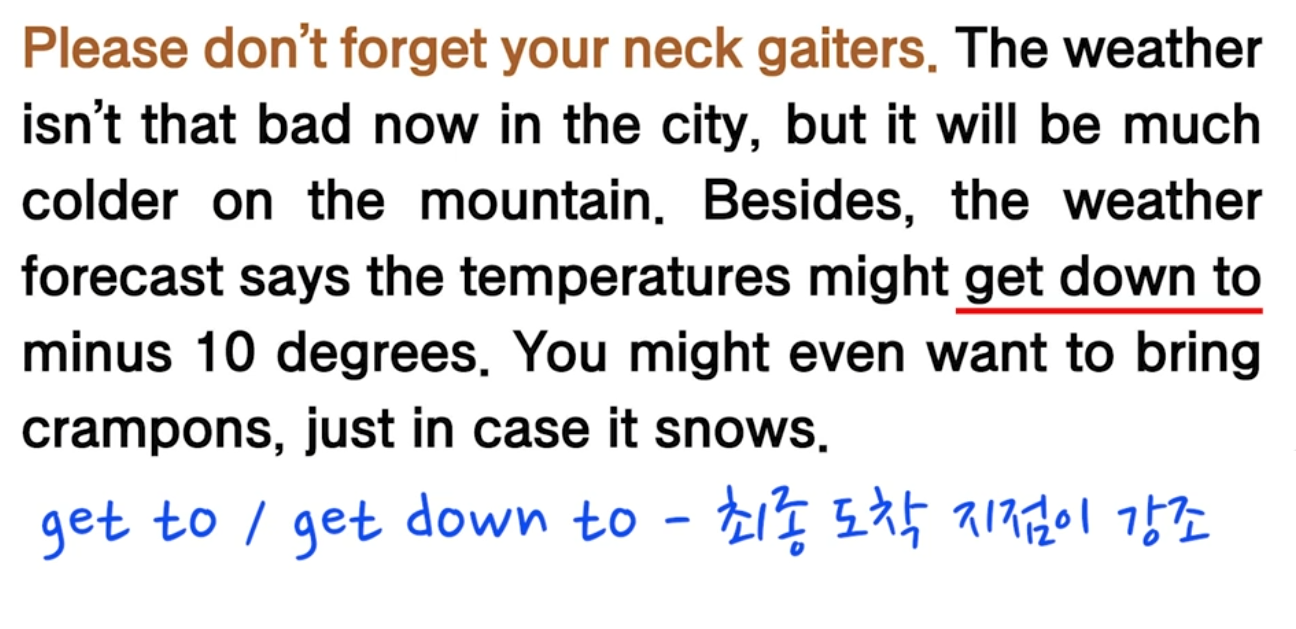 Please don't forget your neck gaiters. The weather
isn't that bad now in the city, but it will be much
colder on the mountain. Besides, the weather
forecast says the temperatures might get down to
minus 10 degrees. You might even want to bring
crampons, just in case it snows.
get to / get down to - 최종 도착 지점이 강조